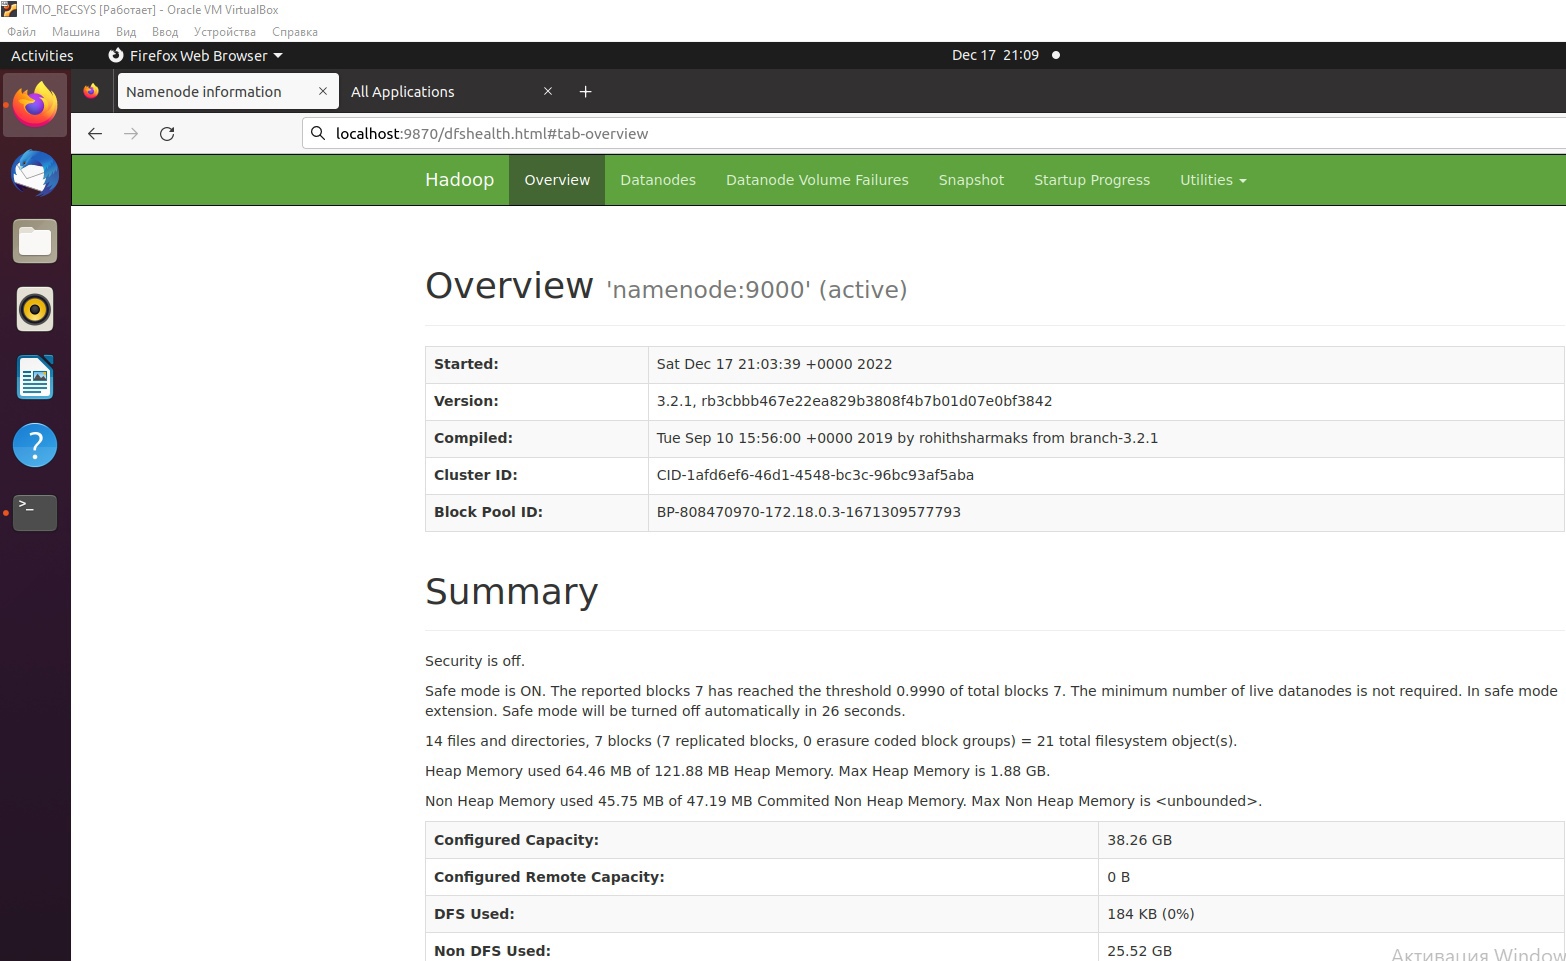 ITMO_RECSYS [Работает] - Oracle VM VirtualBox
Файл Машина Вид Ввод Устройства Справка
Activities Firefox Web Browser Dec 17 21:09
Namenode information × All Applications × +
localhost:9870/dfshealth.html#tab-overview
Hadoop Overview Datanodes Datanode Volume Failures Snapshot Startup Progress Utilities
Overview 'namenode:9000' (active)
Started: Sat Dec 17 21:03:39 +0000 2022
Version: 3.2.1, rb3cbbb467e22ea829b3808f4b7b01d07e0bf3842
Compiled: Tue Sep 10 15:56:00 +0000 2019 by rohithsharmaks from branch-3.2.1
Cluster ID: CID-1afd6ef6-46d1-4548-bc3c-96bc93af5aba
Block Pool ID: BP-808470970-172.18.0.3-1671309577793
Summary
Security is off.
Safe mode is ON. The reported blocks 7 has reached the threshold 0.9990 of total blocks 7. The minimum number of live datanodes is not required. In safe mode
extension. Safe mode will be turned off automatically in 26 seconds.
14 files and directories, 7 blocks (7 replicated blocks, 0 erasure coded block groups) = 21 total filesystem object(s).
Heap Memory used 64.46 MB of 121.88 MB Heap Memory. Max Heap Memory is 1.88 GB.
Non Heap Memory used 45.75 MB of 47.19 MB Commited Non Heap Memory. Max Non Heap Memory is <unbounded>.
Configured Capacity: 38.26 GB
Configured Remote Capacity: 0 B
DFS Used: 184 KB (0%)
Non DFS Used: 25.52 GB
Активация Window